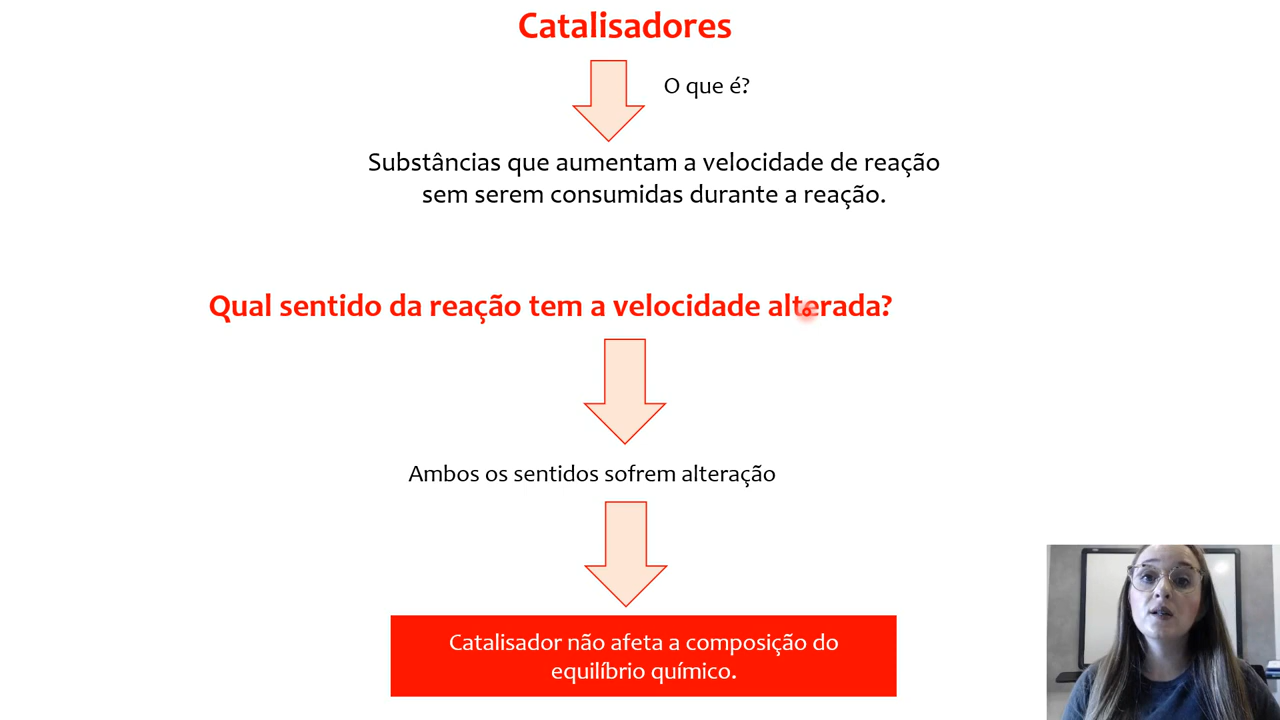 Catalisadores
O que é?
Substâncias que aumentam a velocidade de reação
sem serem consumidas durante a reação.
Qual sentido da reação tem a velocidade alterada?
Ambos os sentidos sofrem alteração
Catalisador não afeta a composição do
equilíbrio químico.